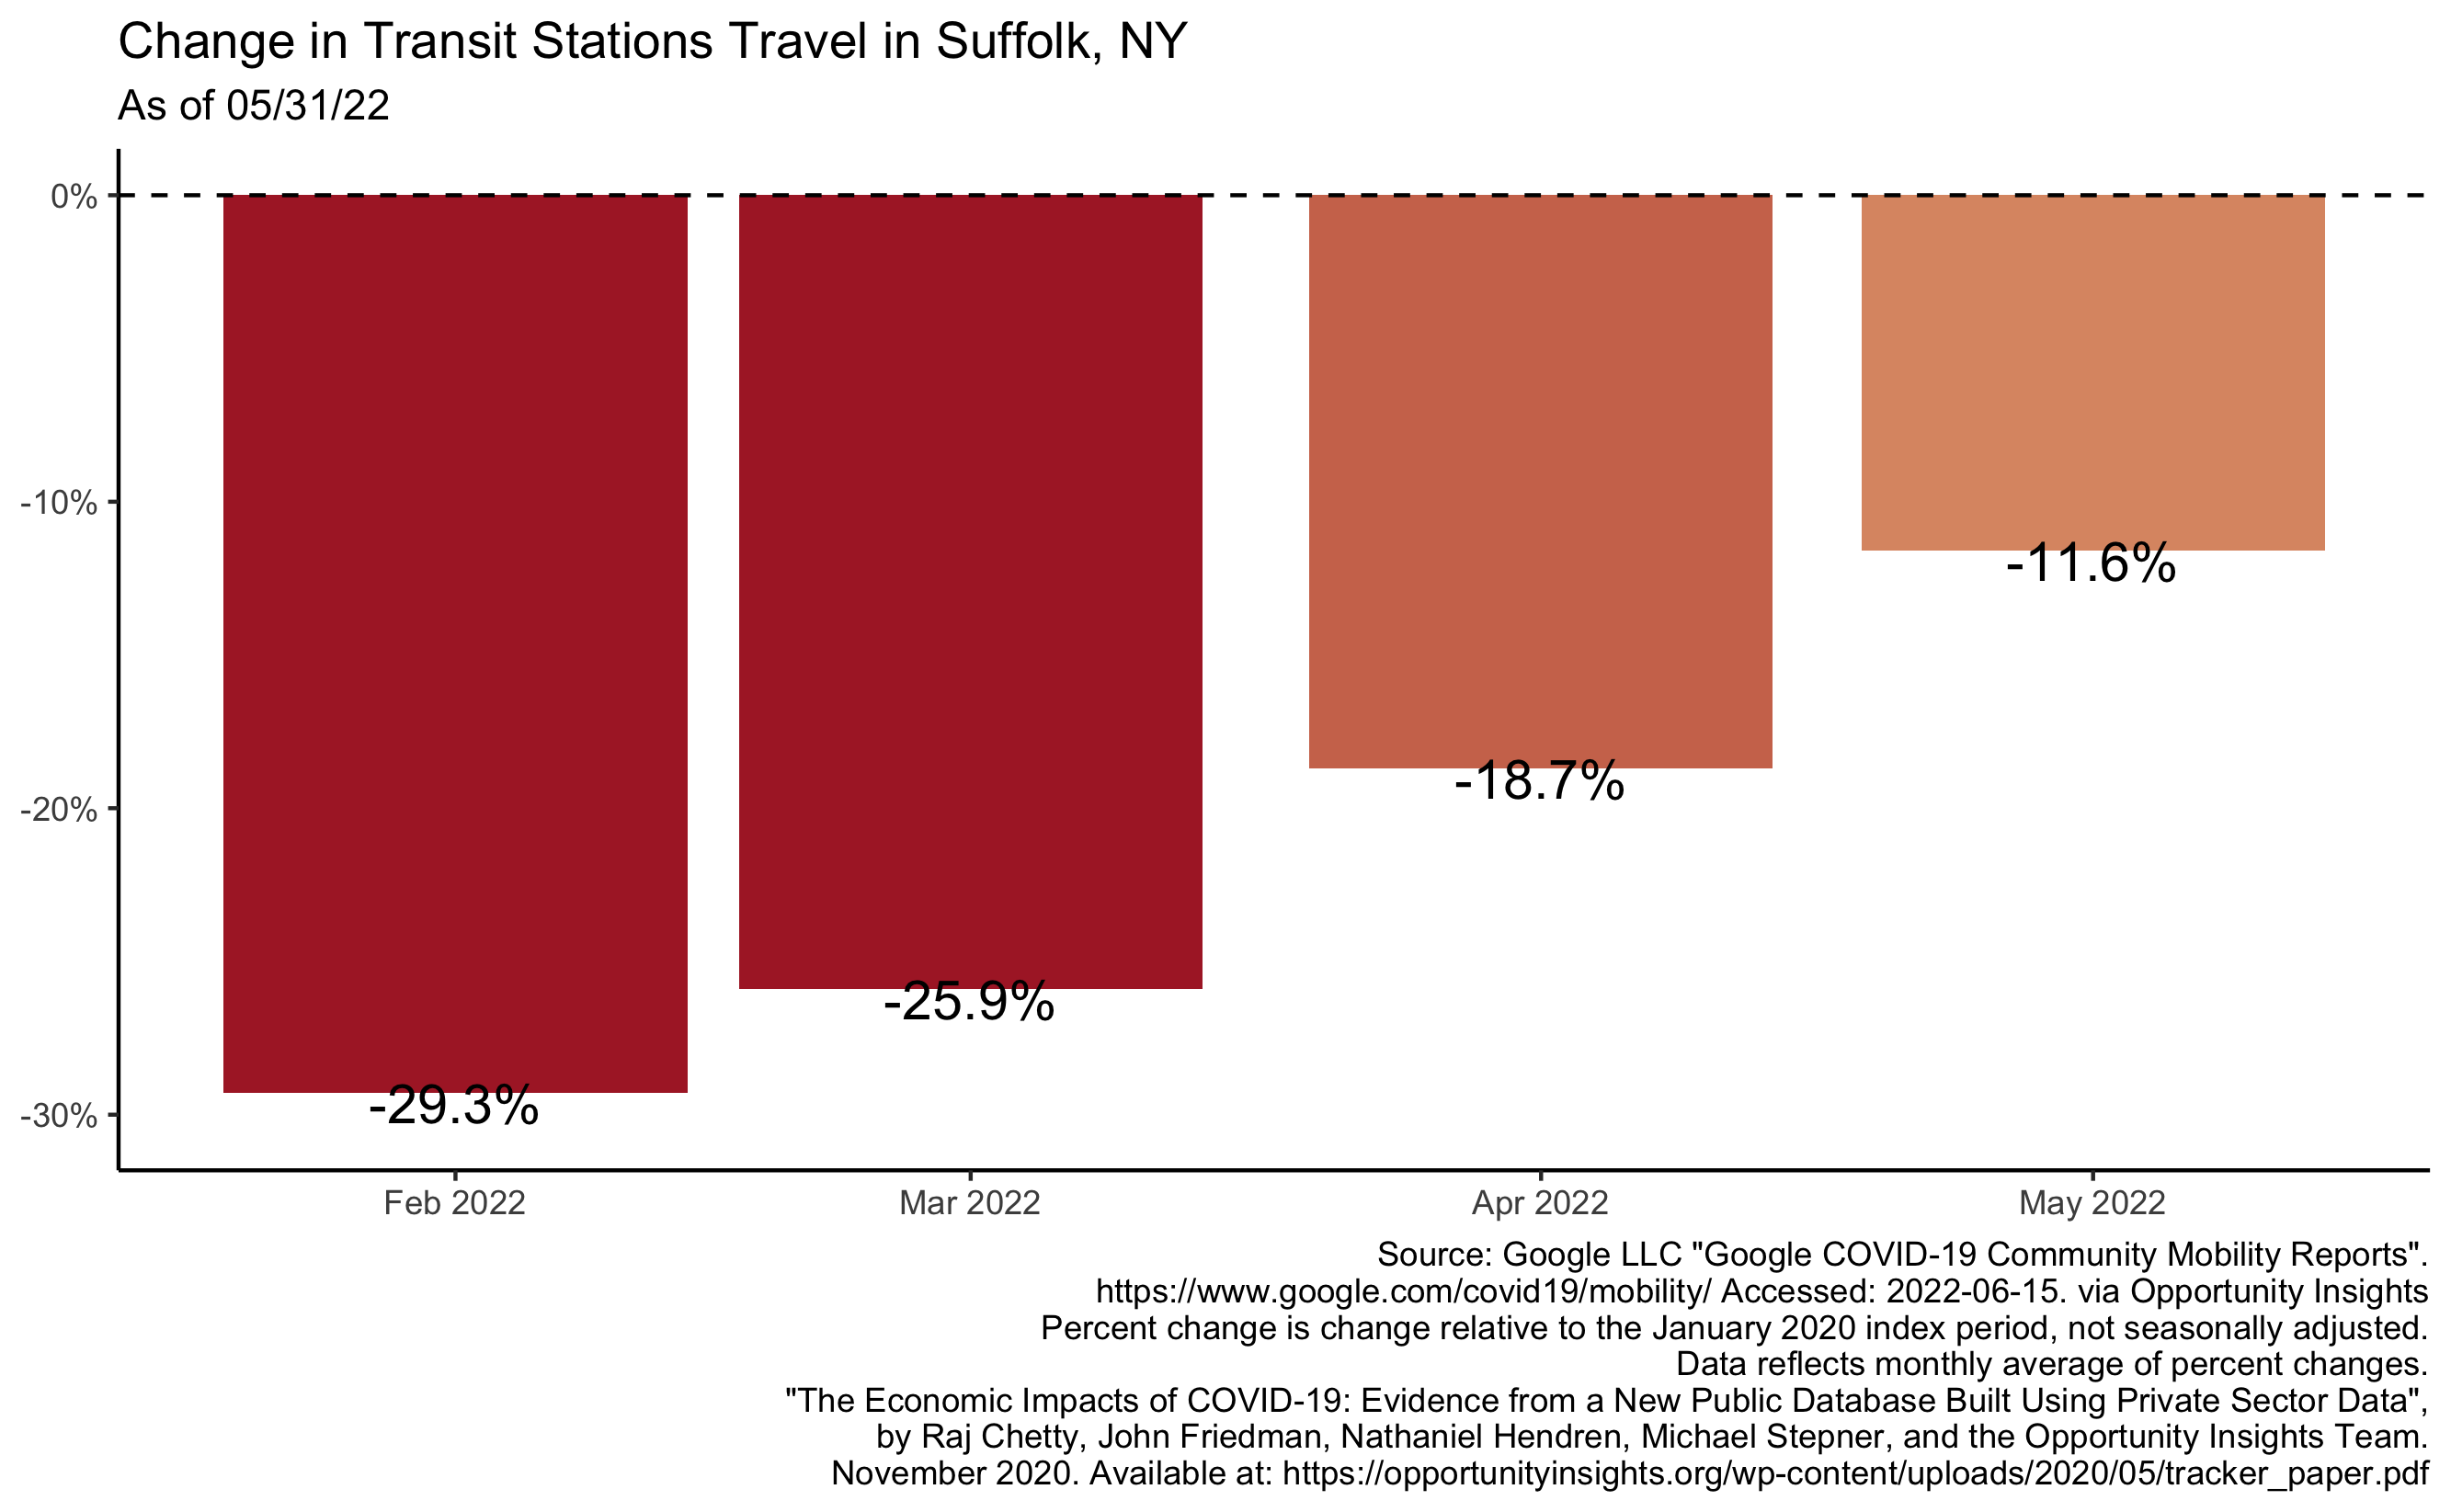 Change in Transit Stations Travel in Suffolk, NY
As of 05/31/22
0%
-10%
-20%
-30%
-29.3%
-25.9%
-18.7%
-11.6%
Feb 2022
Mar 2022
Apr 2022
May 2022
Source: Google LLC "Google COVID-19 Community Mobility Reports".
https://www.google.com/covid19/mobility/ Accessed: 2022-06-15. via Opportunity Insights
Percent change is change relative to the January 2020 index period, not seasonally adjusted.
Data reflects monthly average of percent changes.
"The Economic Impacts of COVID-19: Evidence from a New Public Database Built Using Private Sector Data",
by Raj Chetty, John Friedman, Nathaniel Hendren, Michael Stepner, and the Opportunity Insights Team.
November 2020. Available at: https://opportunityinsights.org/wp-content/uploads/2020/05/tracker_paper.pdf